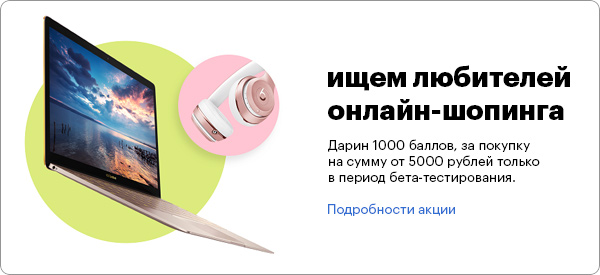 ищем любителей
онлайн-шопинга
Дарин 1000 баллов, за покупку
на сумму от 5000 рублей только
в период бета-тестирования.
Подробности акции